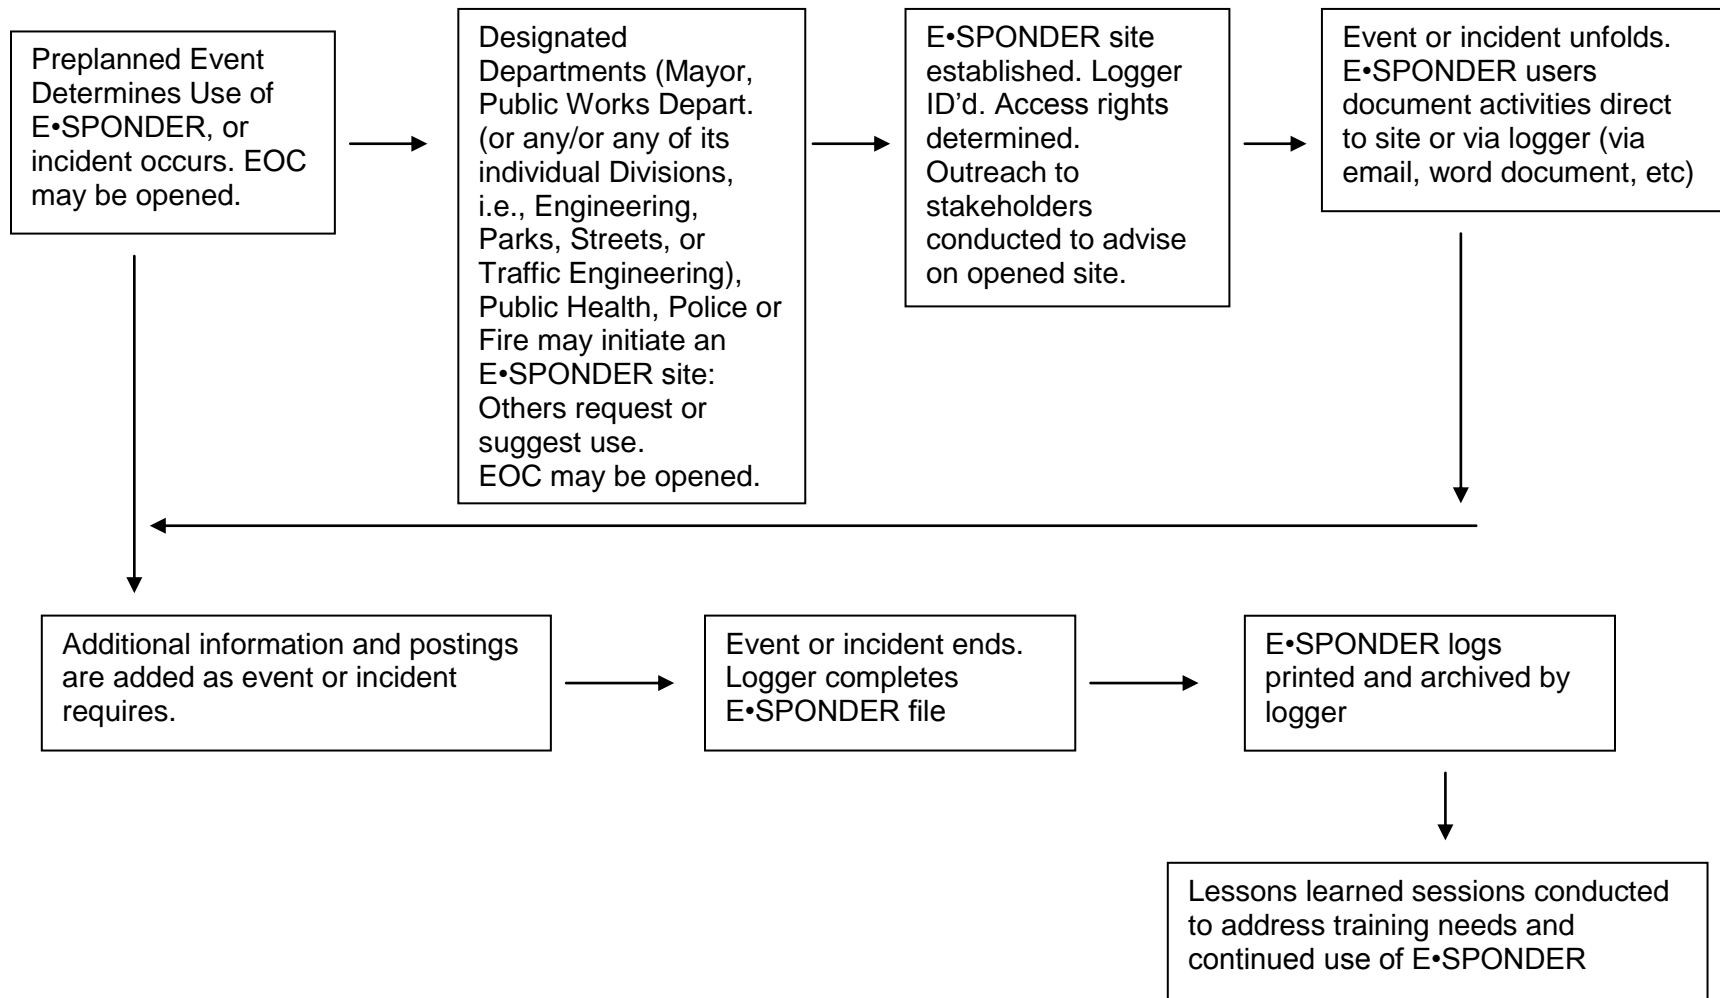 Preplanned Event
Determines Use of
E•SPONDER, or
incident occurs. EOC
may be opened.
Designated
Departments (Mayor,
Public Works Depart.
(or any/or any of its
individual Divisions,
i.e., Engineering,
Parks, Streets, or
Traffic Engineering),
Public Health, Police or
Fire may initiate an
E•SPONDER site:
Others request or
suggest use.
EOC may be opened.
E•SPONDER site
established. Logger
ID’d. Access rights
determined.
Outreach to
stakeholders
conducted to advise
on opened site.
Event or incident unfolds.
E•SPONDER users
document activities direct
to site or via logger (via
email, word document, etc)
Additional information and postings
are added as event or incident
requires.
Event or incident ends.
Logger completes
E•SPONDER file
E•SPONDER logs
printed and archived by
logger
Lessons learned sessions conducted
to address training needs and
continued use of E•SPONDER